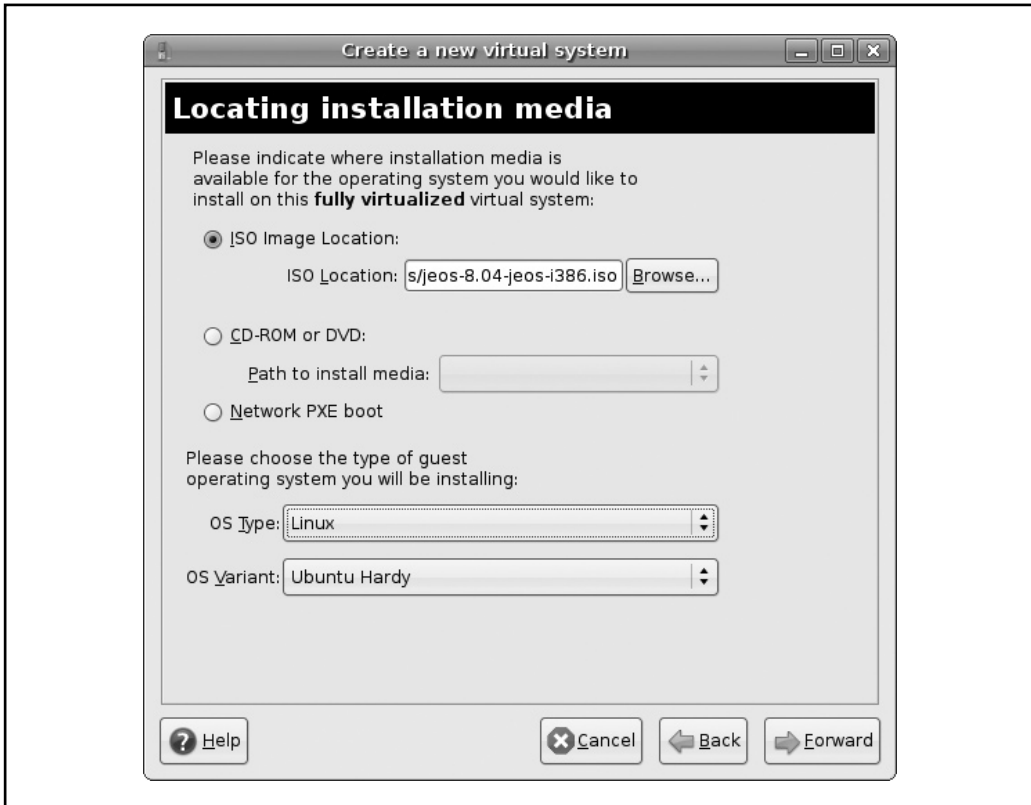 Create a new virtual system
Locating installation media
Please indicate where installation media is
available for the operating system you would like to
install on this fully virtualized virtual system:
ISO Image Location:
ISO Location: s/jeos-8.04-jeos-i386.iso Browse...
CD-ROM or DVD:
Path to install media:
Network PXE boot
Please choose the type of guest
operating system you will be installing:
OS Type: Linux
OS Variant: Ubuntu Hardy
Help Cancel Back Forward